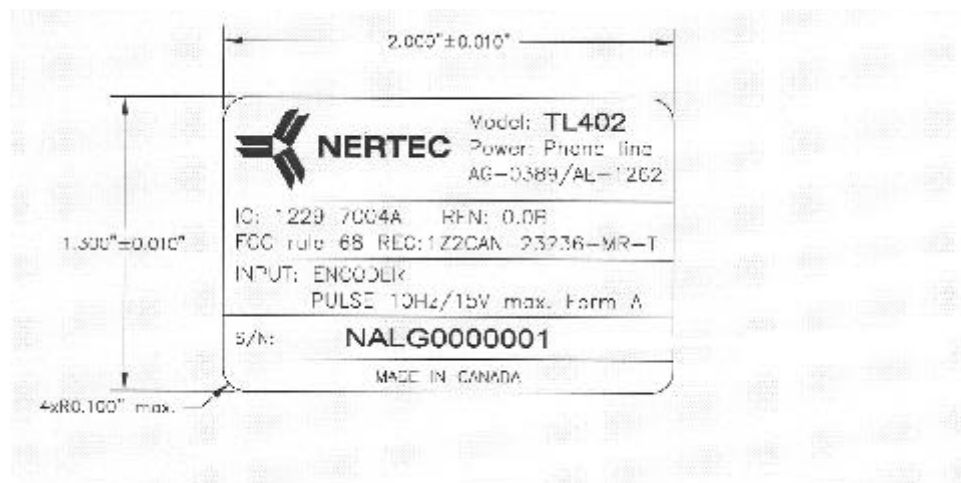 2.000"±0.010"
NERTEC
Model: TL402
Power: Phone line
AG-0389/AE-1262
1.300"±0.010"
IC: 1229 7004A REN: 0.0B
FCC rule 68 REG:1Z2CAN-23236-MR-T
INPUT: ENCODER
PULSE 10Hz/15V max. Form A
S/N: NALG0000001
MADE IN CANADA
4xR0.100" max.